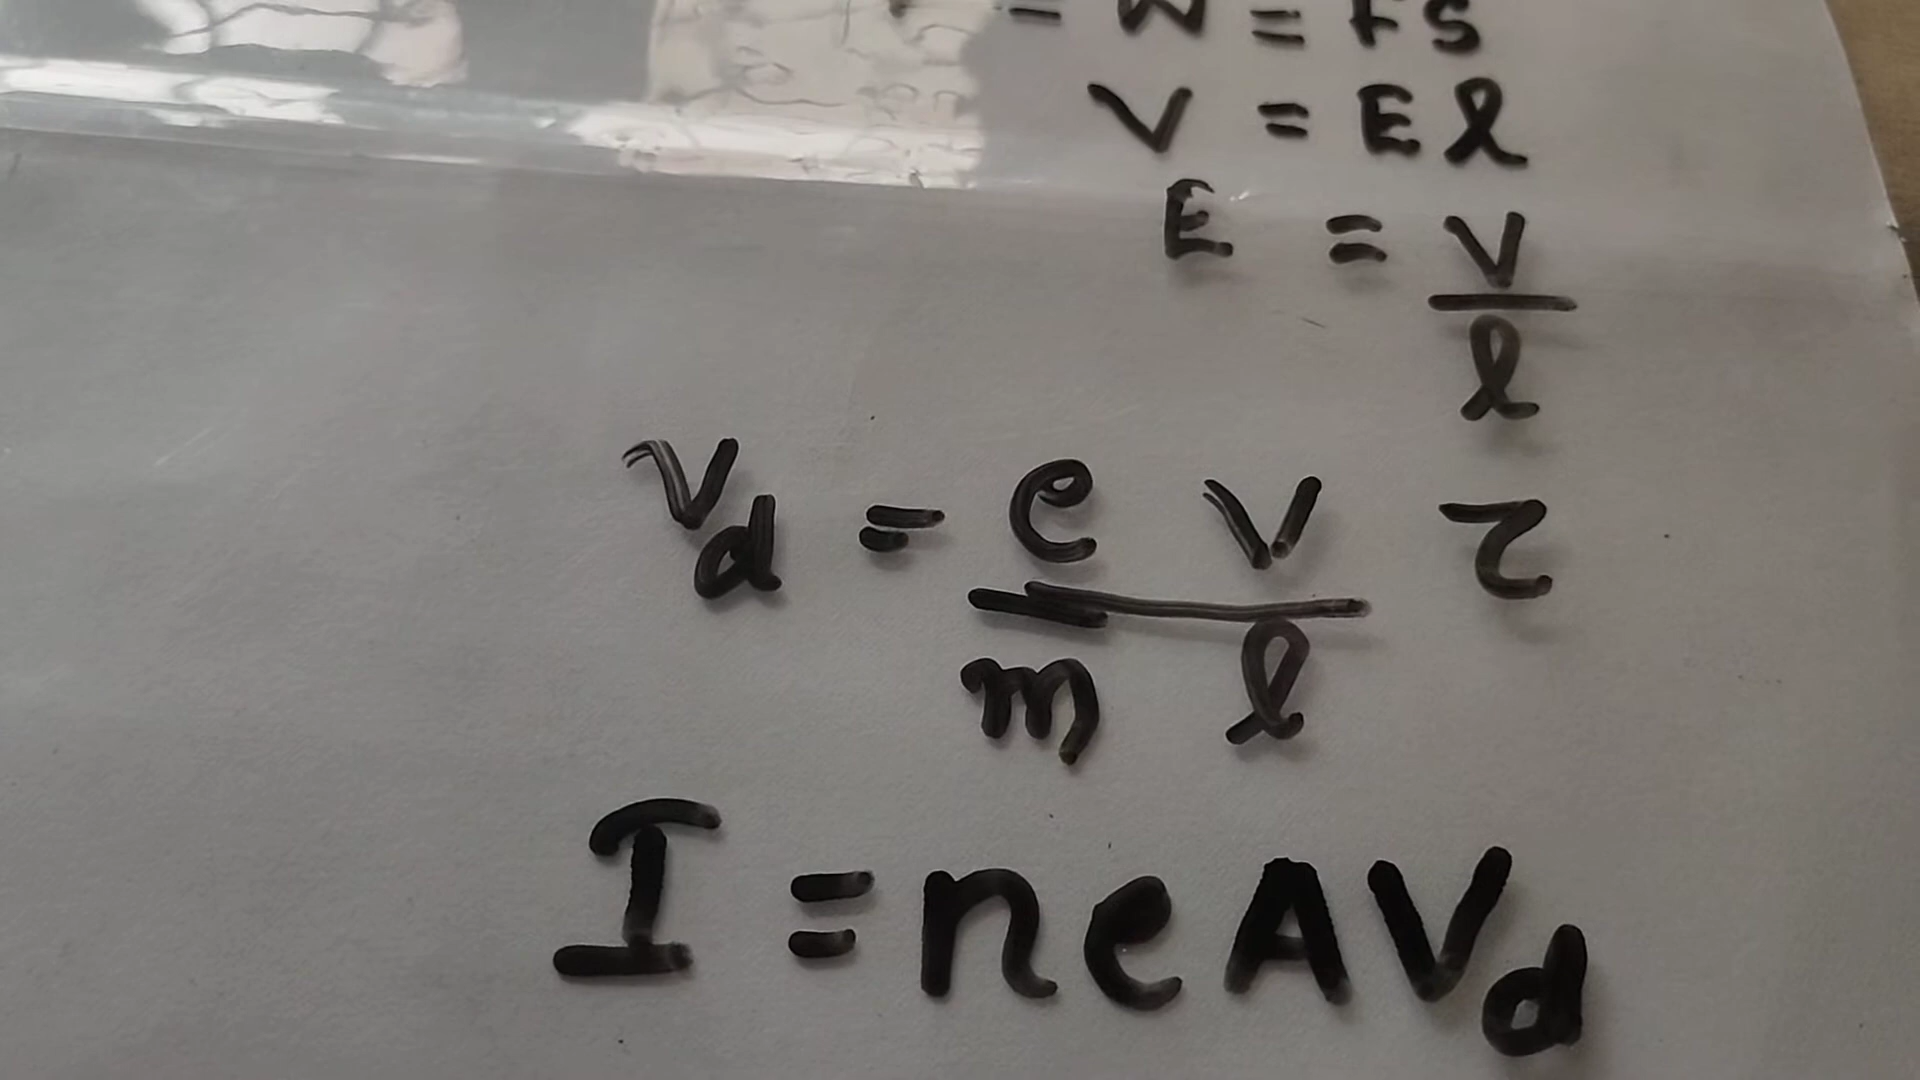 = W = FS
V = El
E = V/l
Vd = e V/m l τ
I = neAVd